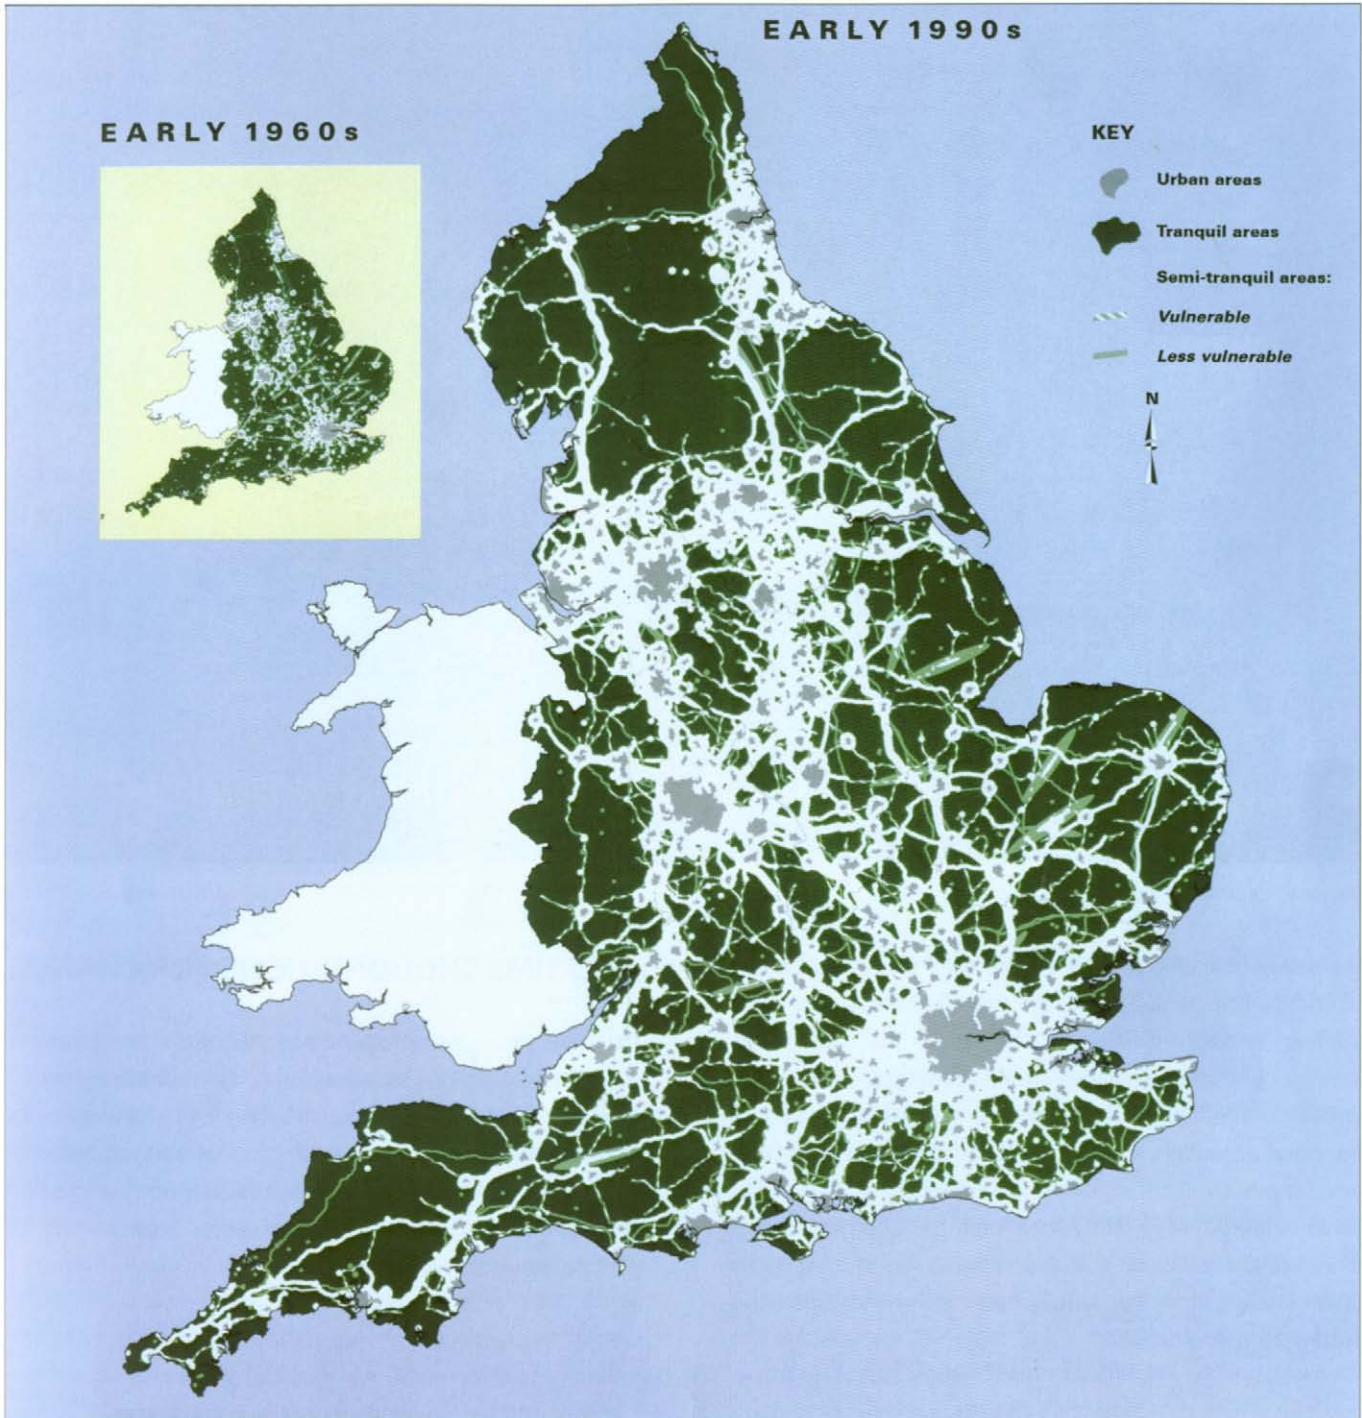 EARLY 1990s
EARLY 1960s
KEY
Urban areas
Tranquil areas
Semi-tranquil areas:
Vulnerable
Less vulnerable
N